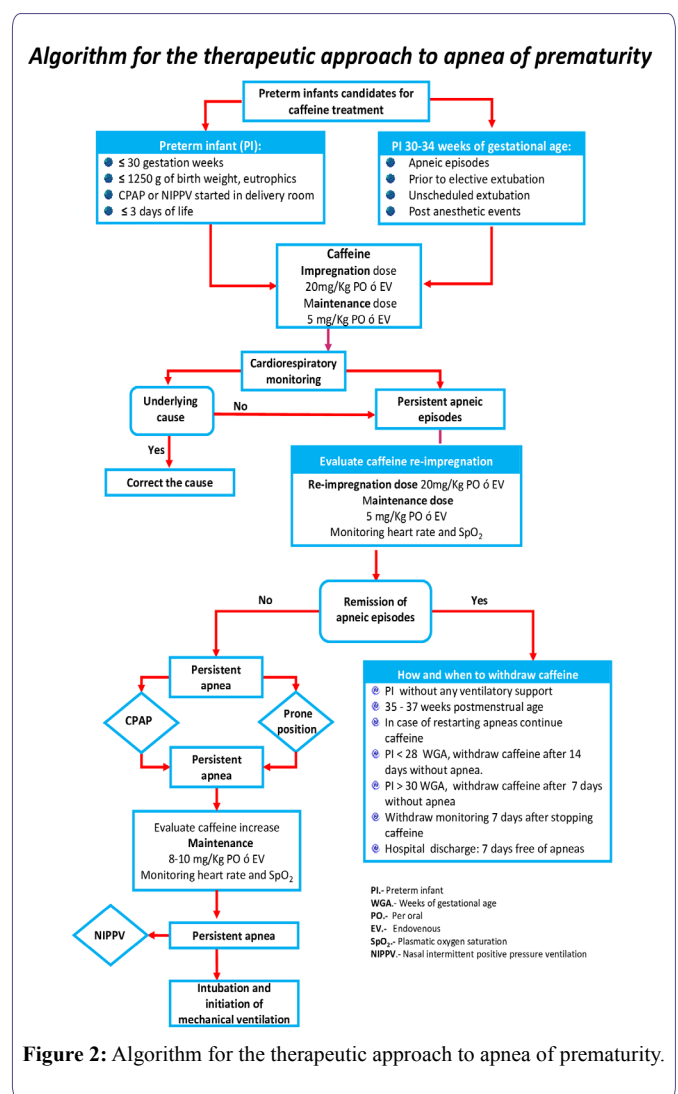 Algorithm for the therapeutic approach to apnea of prematurity
Preterm infants candidates for
caffeine treatment
Preterm infant (PI):
≤ 30 gestation weeks
≤ 1250 g of birth weight, eutrophics
CPAP or NIPPV started in delivery room
≤ 3 days of life
PI 30-34 weeks of gestational age:
Apneic episodes
Prior to elective extubation
Unscheduled extubation
Post anesthetic events
Caffeine
Impregnation dose
20mg/Kg PO ó EV
Maintenance dose
5 mg/Kg PO ó EV
Cardiorespiratory
monitoring
Underlying
cause
No
Persistent apneic
episodes
Yes
Correct the cause
Evaluate caffeine re-impregnation
Re-impregnation dose 20mg/Kg PO ó EV
Maintenance dose
5 mg/Kg PO ó EV
Monitoring heart rate and SpO₂
No
Remission of
apneic episodes
Yes
Persistent
apnea
CPAP
Prone
position
Persistent
apnea
Evaluate caffeine increase
Maintenance
8-10 mg/Kg PO ó EV
Monitoring heart rate and SpO₂
NIPPV
Persistent apnea
Intubation and
initiation of
mechanical ventilation
How and when to withdraw caffeine
PI without any ventilatory support
35 - 37 weeks postmenstrual age
In case of restarting apneas continue
caffeine
PI < 28 WGA, withdraw caffeine after 14
days without apnea.
PI > 30 WGA, withdraw caffeine after 7 days
without apnea
Withdraw monitoring 7 days after stopping
caffeine
Hospital discharge: 7 days free of apneas
PI.- Preterm infant
WGA.- Weeks of gestational age
PO.- Per oral
EV.- Endovenous
SpO₂.- Plasmatic oxygen saturation
NIPPV.- Nasal intermittent positive pressure ventilation
Figure 2: Algorithm for the therapeutic approach to apnea of prematurity.